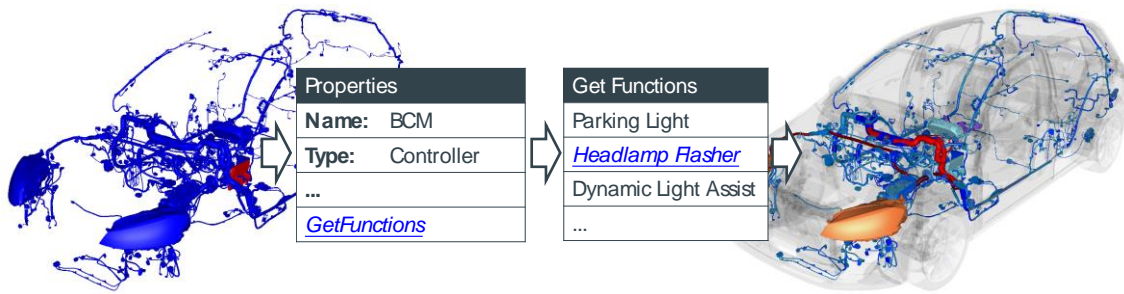 Properties
Name: BCM
Type: Controller
...
GetFunctions
Get Functions
Parking Light
Headlamp Flasher
Dynamic Light Assist
...